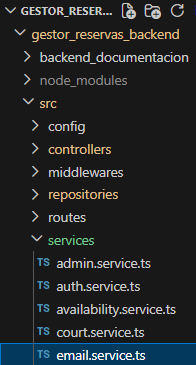 GESTOR_RESER...
gestor_reservas_backend
backend_documentacion
node_modules
src
config
controllers
middlewares
repositories
routes
services
TS admin.service.ts
TS auth.service.ts
TS availability.service.ts
TS court.service.ts
TS email.service.ts